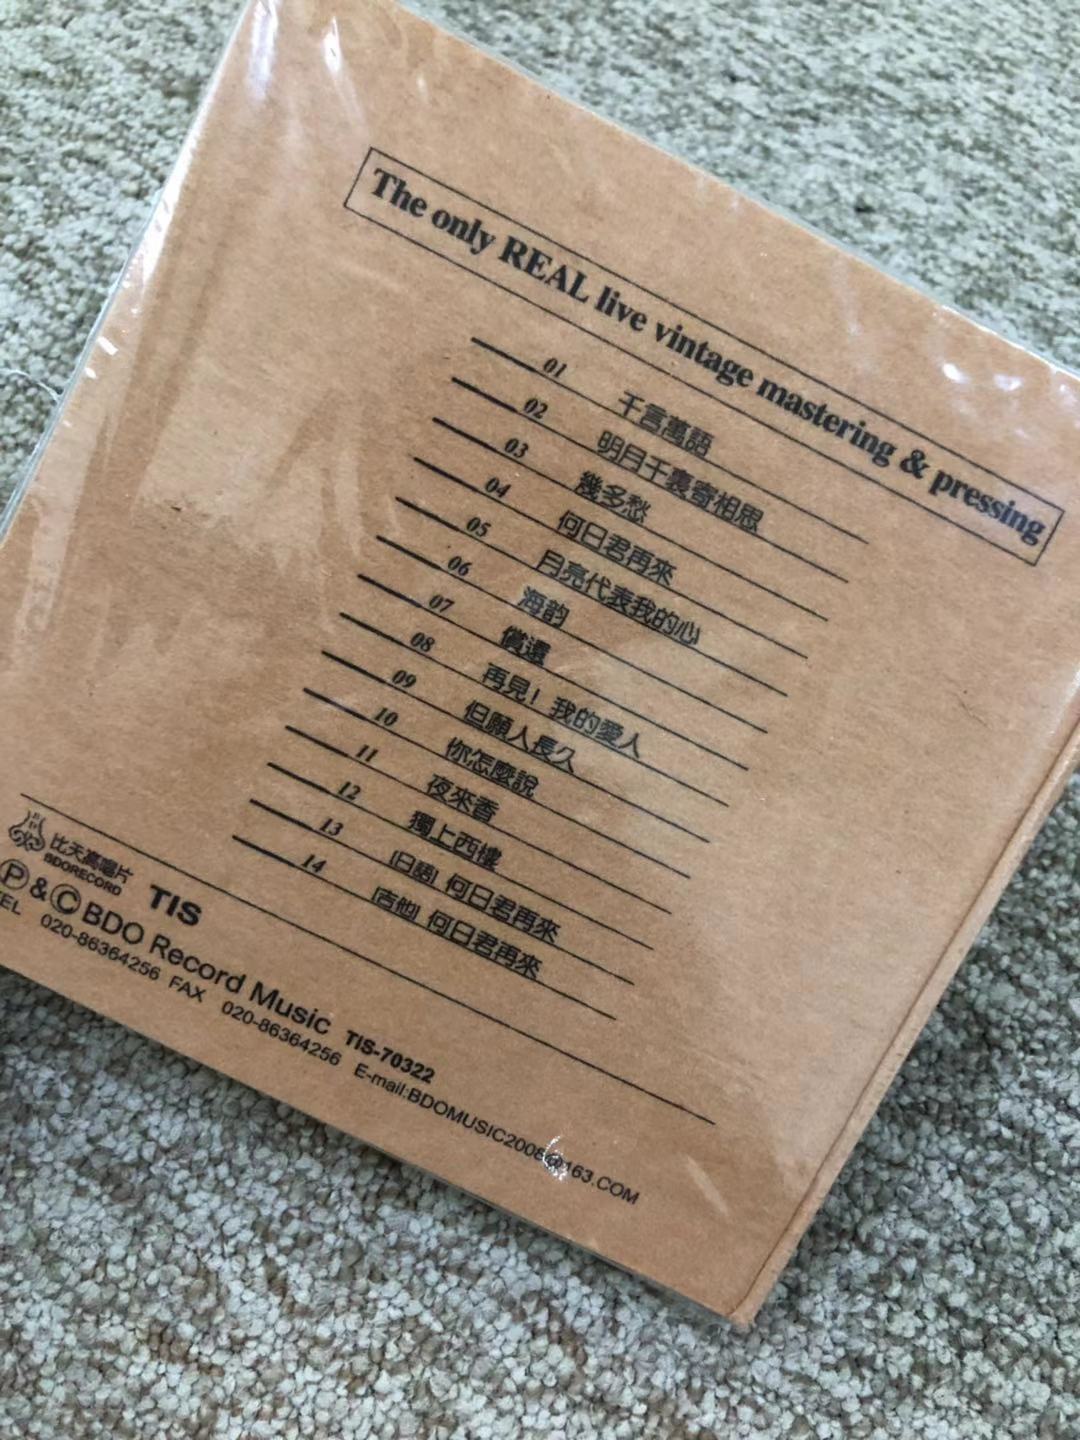 The only REAL live vintage mastering & pressing
01 千言萬語
02 明月千裏寄相思
03 幾多愁
04 何日君再來
05 月亮代表我的心
06 海韵
07 償還
08 再見！我的愛人
09 但願人長久
10 你怎麼說
11 夜來香
12 獨上西樓
13 [日語] 何日君再來
14 [吉他] 何日君再來
比天高唱片
BDORECORD
TIS
Ⓟ & Ⓒ BDO Record Music TIS-70322
TEL 020-86364256 FAX 020-86364256 E-mail:BDOMUSIC2008@163.COM